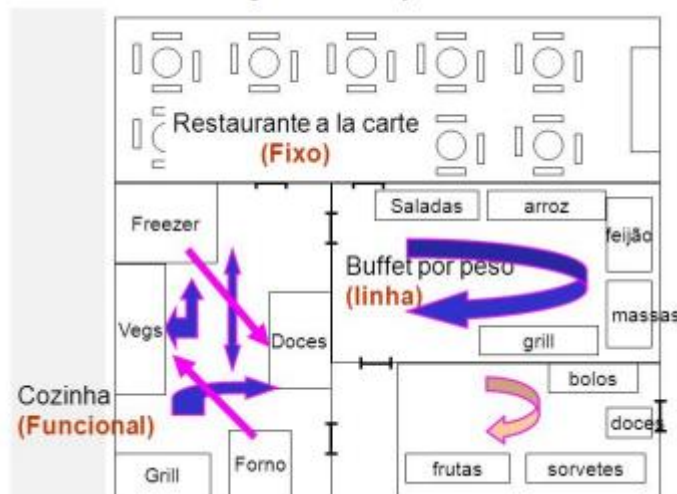 Restaurante a la carte
(Fixo)
Freezer
Vegs
Doces
Cozinha
(Funcional)
Grill
Forno
Saladas
arroz
feijão
Buffet por peso
(linha)
massas
grill
bolos
doces
frutas
sorvetes